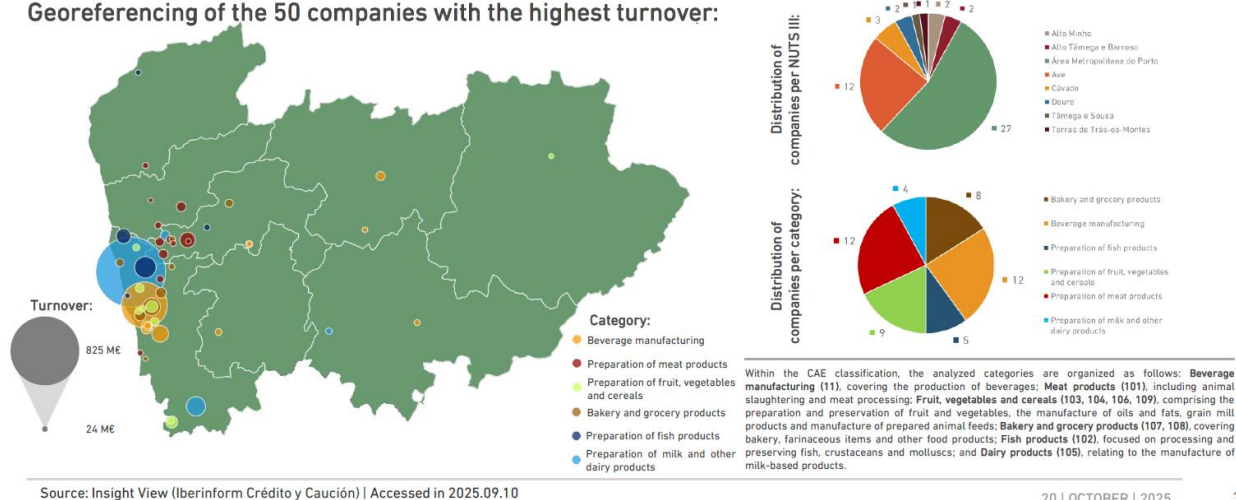 Georeferencing of the 50 companies with the highest turnover:
Turnover:
825 M€
24 M€
Category:
Beverage manufacturing
Preparation of meat products
Preparation of fruit, vegetables
and cereals
Bakery and grocery products
Preparation of fish products
Preparation of milk and other
dairy products
Distribution of
companies per NUTS III:
3
2
1
1
2
2
12
27
Alto Minho
Alto Tâmega e Barroso
Área Metropolitana do Porto
Ave
Cávado
Douro
Tâmega e Sousa
Terras de Trás-os-Montes
Distribution of
companies per category:
4
8
12
12
9
5
Bakery and grocery products
Beverage manufacturing
Preparation of fish products
Preparation of fruit, vegetables
and cereals
Preparation of meat products
Preparation of milk and other
dairy products
Within the CAE classification, the analyzed categories are organized as follows: Beverage
manufacturing (11), covering the production of beverages; Meat products (101), including animal
slaughtering and meat processing; Fruit, vegetables and cereals (103, 104, 106, 109), comprising the
preparation and preservation of fruit and vegetables, the manufacture of oils and fats, grain mill
products and manufacture of prepared animal feeds; Bakery and grocery products (107, 108), covering
bakery, farinaceous items and other food products; Fish products (102), focused on processing and
preserving fish, crustaceans and molluscs; and Dairy products (105), relating to the manufacture of
milk-based products.
Source: Insight View (Iberinform Crédito y Caución) | Accessed in 2025.09.10
20 | OCTOBER | 2025